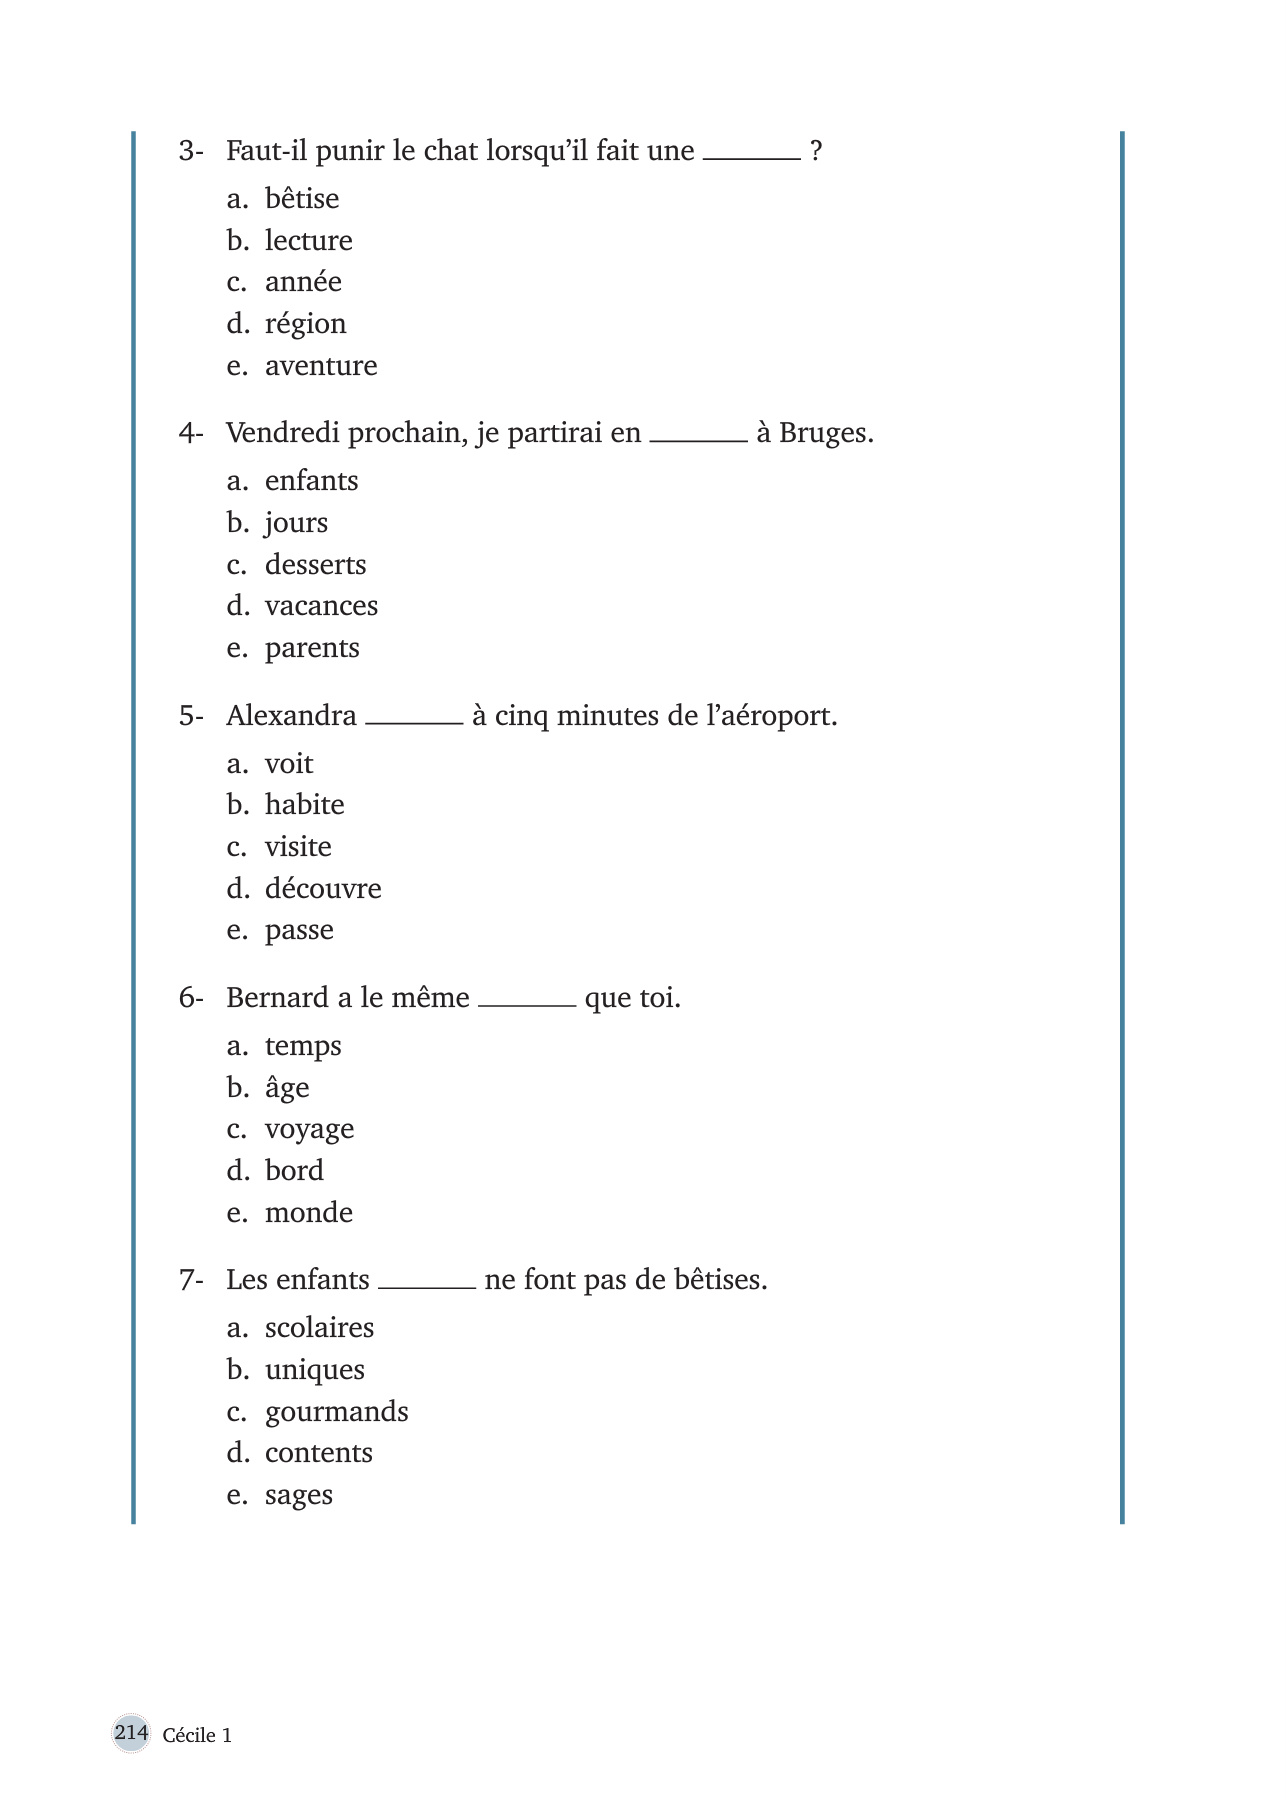 3- Faut-il punir le chat lorsqu’il fait une _______ ?
a. bêtise
b. lecture
c. année
d. région
e. aventure
4- Vendredi prochain, je partirai en _______ à Bruges.
a. enfants
b. jours
c. desserts
d. vacances
e. parents
5- Alexandra _______ à cinq minutes de l’aéroport.
a. voit
b. habite
c. visite
d. découvre
e. passe
6- Bernard a le même _______ que toi.
a. temps
b. âge
c. voyage
d. bord
e. monde
7- Les enfants _______ ne font pas de bêtises.
a. scolaires
b. uniques
c. gourmands
d. contents
e. sages
214 Cécile 1